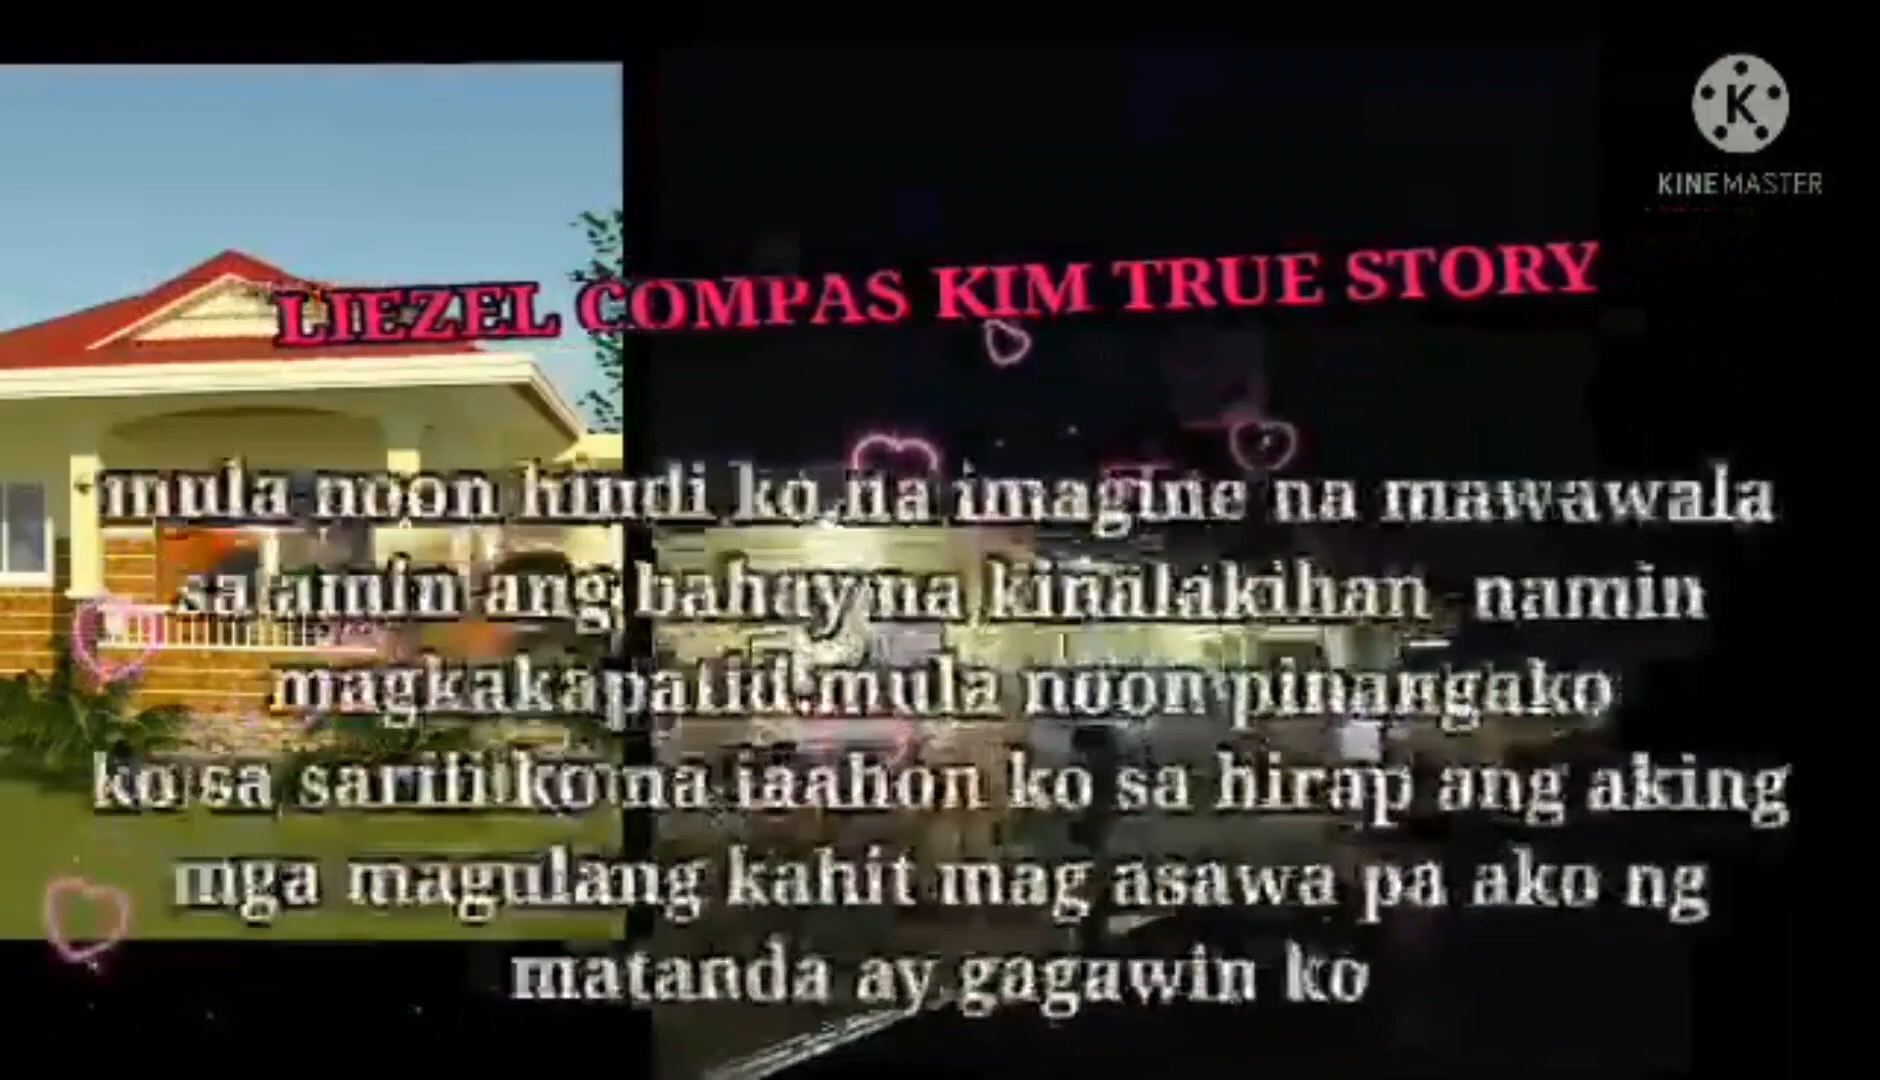 KINEMASTER
LIEZEL COMPAS KIM TRUE STORY
mula noon hindi ko na imagine na mawawala
salamin ang bahay na kinalakihan namin
magkakapatid.mula noon pinangako
ko sa sarili ko na iaahon ko sa hirap ang aking
mga magulang kahit mag asawa pa ako ng
matanda ay gagawin ko